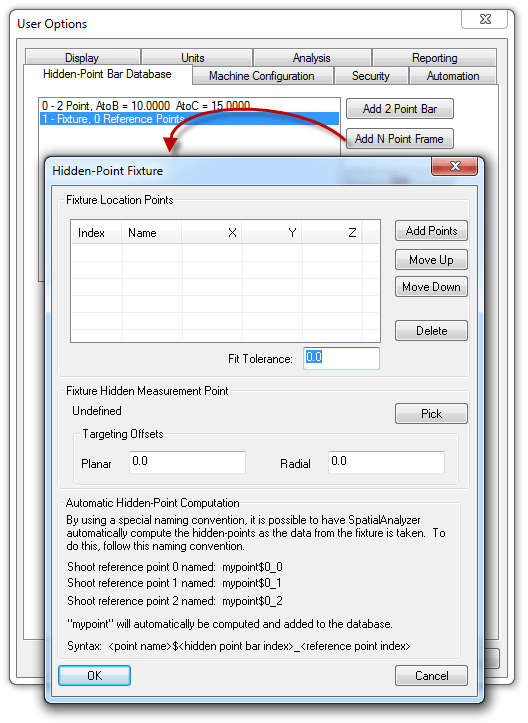 User Options
Display Units Analysis Reporting
Hidden-Point Bar Database Machine Configuration Security Automation
0 - 2 Point, AtoB = 10.0000  AtoC = 15.0000
1 - Fixture, 0 Reference Points
Add 2 Point Bar
Add N Point Frame
Hidden-Point Fixture
Fixture Location Points
Index Name X Y Z
Add Points
Move Up
Move Down
Delete
Fit Tolerance: 0.0
Fixture Hidden Measurement Point
Undefined
Pick
Targeting Offsets
Planar 0.0 Radial 0.0
Automatic Hidden-Point Computation
By using a special naming convention, it is possible to have SpatialAnalyzer
automatically compute the hidden-points as the data from the fixture is taken.  To
do this, follow this naming convention.
Shoot reference point 0 named:  mypoint$0_0
Shoot reference point 1 named:  mypoint$0_1
Shoot reference point 2 named:  mypoint$0_2
"mypoint" will automatically be computed and added to the database.
Syntax:  <point name>$<hidden point bar index>_<reference point index>
OK Cancel